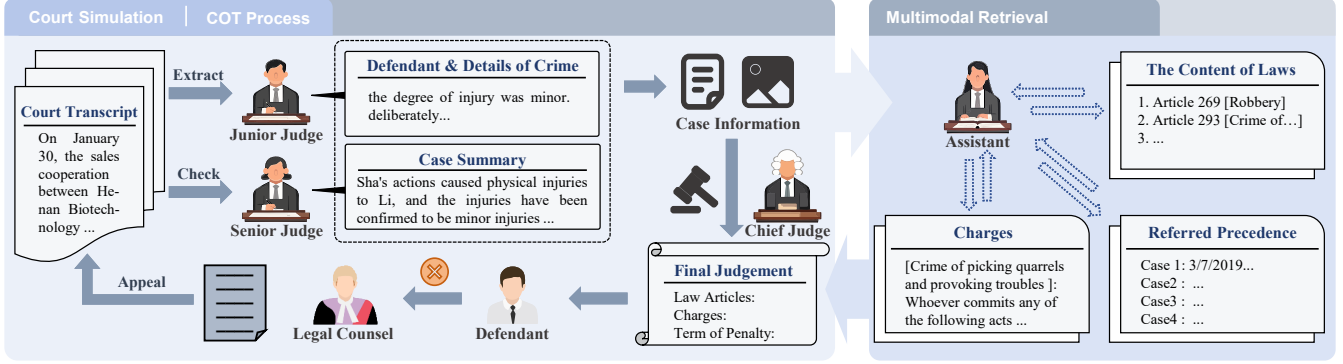 Court Simulation | COT Process
Court Transcript
On January
30, the sales
cooperation
between He-
nan Biotech-
nology ...
Extract
Junior Judge
Check
Senior Judge
Defendant & Details of Crime
the degree of injury was minor.
deliberately...
Case Summary
Sha's actions caused physical injuries
to Li, and the injuries have been
confirmed to be minor injuries ...
Case Information
Chief Judge
Final Judgement
Law Articles:
Charges:
Term of Penalty:
Defendant
Legal Counsel
Appeal
Multimodal Retrieval
Assistant
The Content of Laws
1. Article 269 [Robbery]
2. Article 293 [Crime of…]
3. ...
Charges
[Crime of picking quarrels
and provoking troubles ]:
Whoever commits any of
the following acts ...
Referred Precedence
Case 1: 3/7/2019...
Case2 : ...
Case3 : ...
Case4 : ...